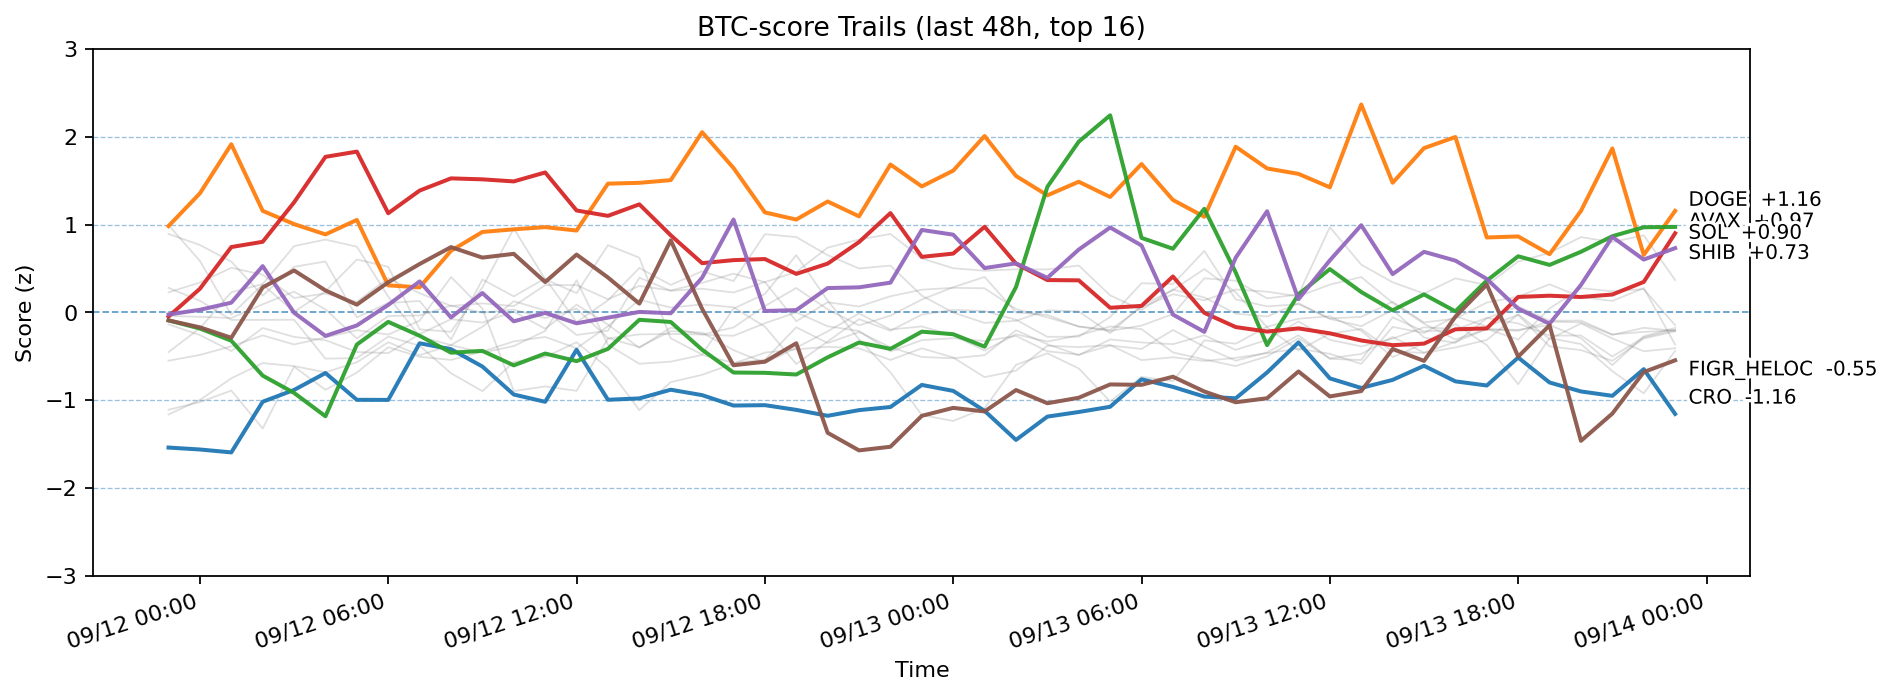 BTC-score Trails (last 48h, top 16)
Score (z)
3
2
1
0
−1
−2
−3
DOGE +1.16
AVAX +0.97
SOL +0.90
SHIB +0.73
FIGR_HELOC -0.55
CRO -1.16
09/12 00:00
09/12 06:00
09/12 12:00
09/12 18:00
09/13 00:00
09/13 06:00
09/13 12:00
09/13 18:00
09/14 00:00
Time